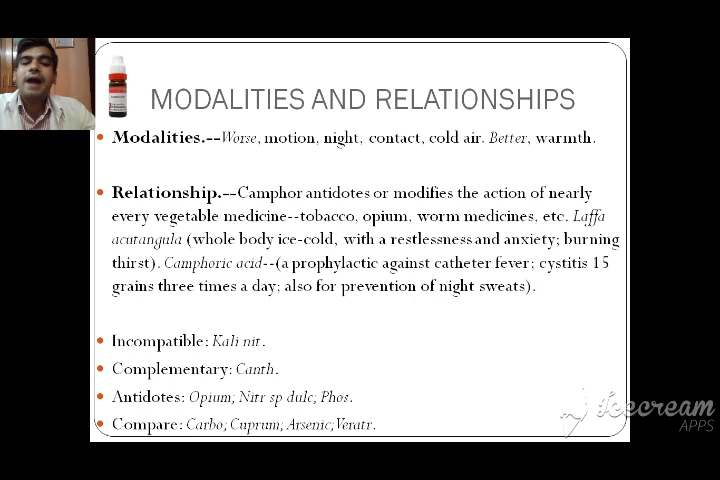 MODALITIES AND RELATIONSHIPS
Modalities.--Worse, motion, night, contact, cold air. Better, warmth.
Relationship.--Camphor antidotes or modifies the action of nearly
every vegetable medicine--tobacco, opium, worm medicines, etc. Laffa
acutangula (whole body ice-cold, with a restlessness and anxiety; burning
thirst). Camphoric acid--(a prophylactic against catheter fever; cystitis 15
grains three times a day; also for prevention of night sweats).
Incompatible: Kali nit.
Complementary: Canth.
Antidotes: Opium; Nitr sp dulc; Phos.
Compare: Carbo; Cuprum; Arsenic; Veratr.
Icecream
APPS